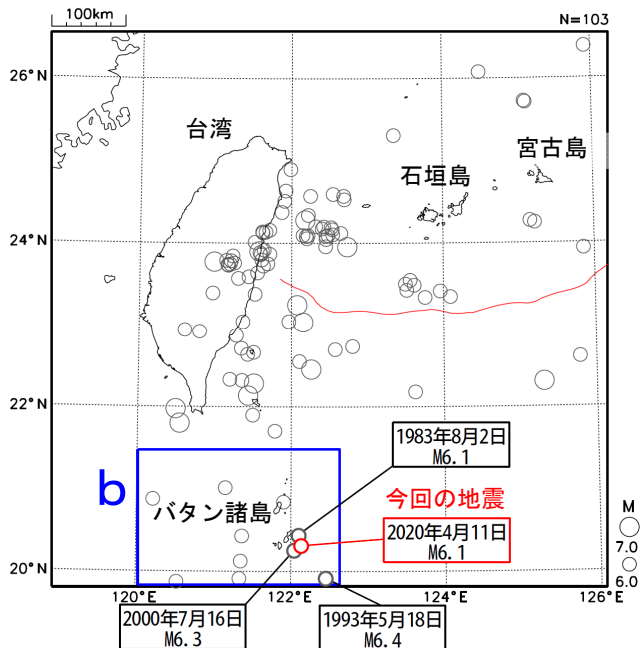 100km
N=103
26°N
台湾
宮古島
石垣島
24°N
22°N
1983年8月2日
M6.1
b
今回の地震
バタン諸島
2020年4月11日
M6.1
M
7.0
6.0
20°N
120°E
122°E
124°E
126°E
2000年7月16日
M6.3
1993年5月18日
M6.4